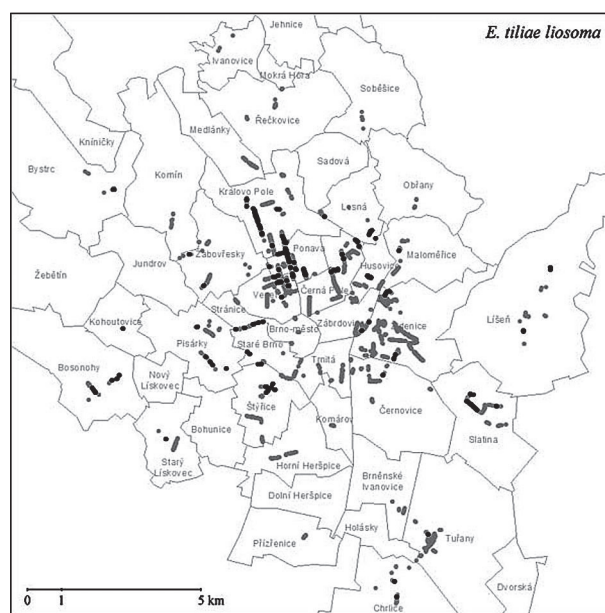 E. tiliae liosoma
Jehnice
Ivanovice
Mokrá Hora
Soběšice
Řečkovice
Medlánky
Kníničky
Bystrc
Komín
Sadová
Obřany
Královo Pole
Lesná
Ponava
Maloměřice
Jundrov
Žabovřesky
Husovice
Žebětín
Černá Pole
Líšeň
Stránice
Kohoutovice
Zábrdovice
Židenice
Brno-město
Pisárky
Staré Brno
Bosonohy
Nový
Lískovec
Trnitá
Štýřice
Černovice
Komárov
Bohunice
Slatina
Starý
Lískovec
Horní Heršpice
Brněnské
Ivanovice
Dolní Heršpice
Holásky
Tuřany
Přízřenice
Dvorská
Chrlice
0 1 5 km